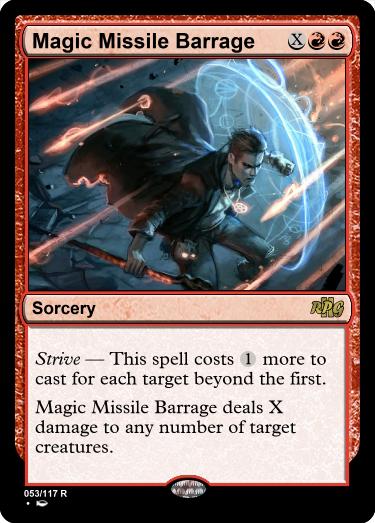 Magic Missile Barrage X
Sorcery RPG
Strive — This spell costs 1 more to
cast for each target beyond the first.
Magic Missile Barrage deals X
damage to any number of target
creatures.
053/117 R